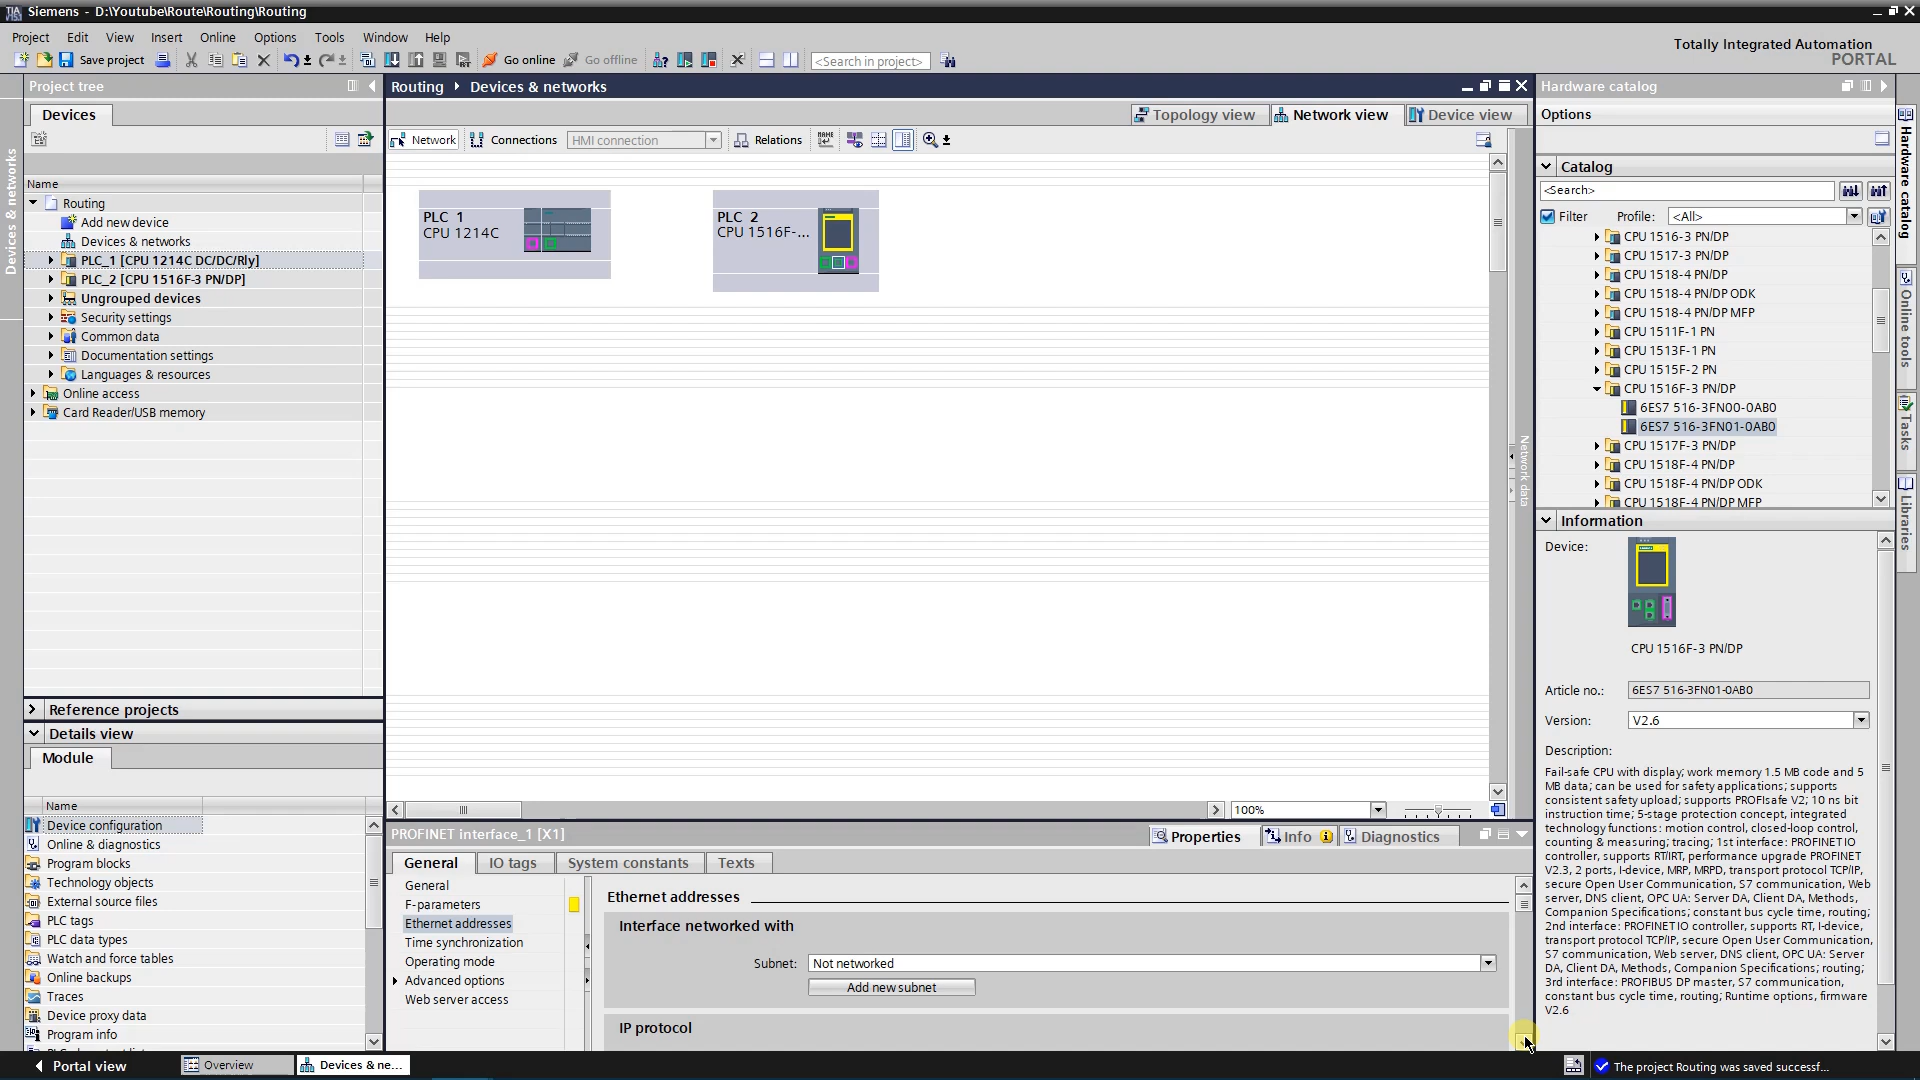 Siemens - D:\Youtube\Route\Routing\Routing
Project Edit View Insert Online Options Tools Window Help
Totally Integrated Automation
PORTAL
Save project
Go online
Go offline
<Search in project>
Project tree
Devices
Devices & networks
Name
Routing
Add new device
Devices & networks
PLC_1 [CPU 1214C DC/DC/Rly]
PLC_2 [CPU 1516F-3 PN/DP]
Ungrouped devices
Security settings
Common data
Documentation settings
Languages & resources
Online access
Card Reader/USB memory
Reference projects
Details view
Module
Name
Device configuration
Online & diagnostics
Program blocks
Technology objects
External source files
PLC tags
PLC data types
Watch and force tables
Online backups
Traces
Device proxy data
Program info
Routing
Devices & networks
Topology view
Network view
Device view
Network
Connections
HMI connection
Relations
PLC 1
CPU 1214C
PLC 2
CPU 1516F-...
Network data
100%
PROFINET interface_1 [X1]
Properties
Info
Diagnostics
General
IO tags
System constants
Texts
General
F-parameters
Ethernet addresses
Time synchronization
Operating mode
Advanced options
Web server access
Ethernet addresses
Interface networked with
Subnet: Not networked
Add new subnet
IP protocol
Hardware catalog
Options
Catalog
<Search>
Filter
Profile: <All>
CPU 1516-3 PN/DP
CPU 1517-3 PN/DP
CPU 1518-4 PN/DP
CPU 1518-4 PN/DP ODK
CPU 1518-4 PN/DP MFP
CPU 1511F-1 PN
CPU 1513F-1 PN
CPU 1515F-2 PN
CPU 1516F-3 PN/DP
6ES7 516-3FN00-0AB0
6ES7 516-3FN01-0AB0
CPU 1517F-3 PN/DP
CPU 1518F-4 PN/DP
CPU 1518F-4 PN/DP ODK
CPU 1518F-4 PN/DP MFP
Information
Device:
CPU 1516F-3 PN/DP
Article no.: 6ES7 516-3FN01-0AB0
Version: V2.6
Description:
Fail-safe CPU with display; work memory 1.5 MB code and 5
MB data; can be used for safety applications; supports
consistent safety upload; supports PROFIsafe V2; 10 ns bit
instruction time; 5-stage protection concept, integrated
technology functions: motion control, closed-loop control,
counting & measuring; tracing; 1st interface: PROFINET IO
controller, supports RT/IRT, performance upgrade PROFINET
V2.3, 2 ports, I-device, MRP, MRPD, transport protocol TCP/IP,
secure Open User Communication, S7 communication, Web
server, DNS client, OPC UA: Server DA, Client DA, Methods,
Companion Specifications; constant bus cycle time, routing;
2nd interface: PROFINET IO controller, supports RT, I-device,
transport protocol TCP/IP, secure Open User Communication,
S7 communication, Web server, DNS client, OPC UA: Server
DA, Client DA, Methods, Companion Specifications; routing;
3rd interface: PROFIBUS DP master, S7 communication,
constant bus cycle time, routing; Runtime options, firmware
V2.6
Hardware catalog
Online tools
Tasks
Libraries
Portal view
Overview
Devices & ne...
The project Routing was saved successf...